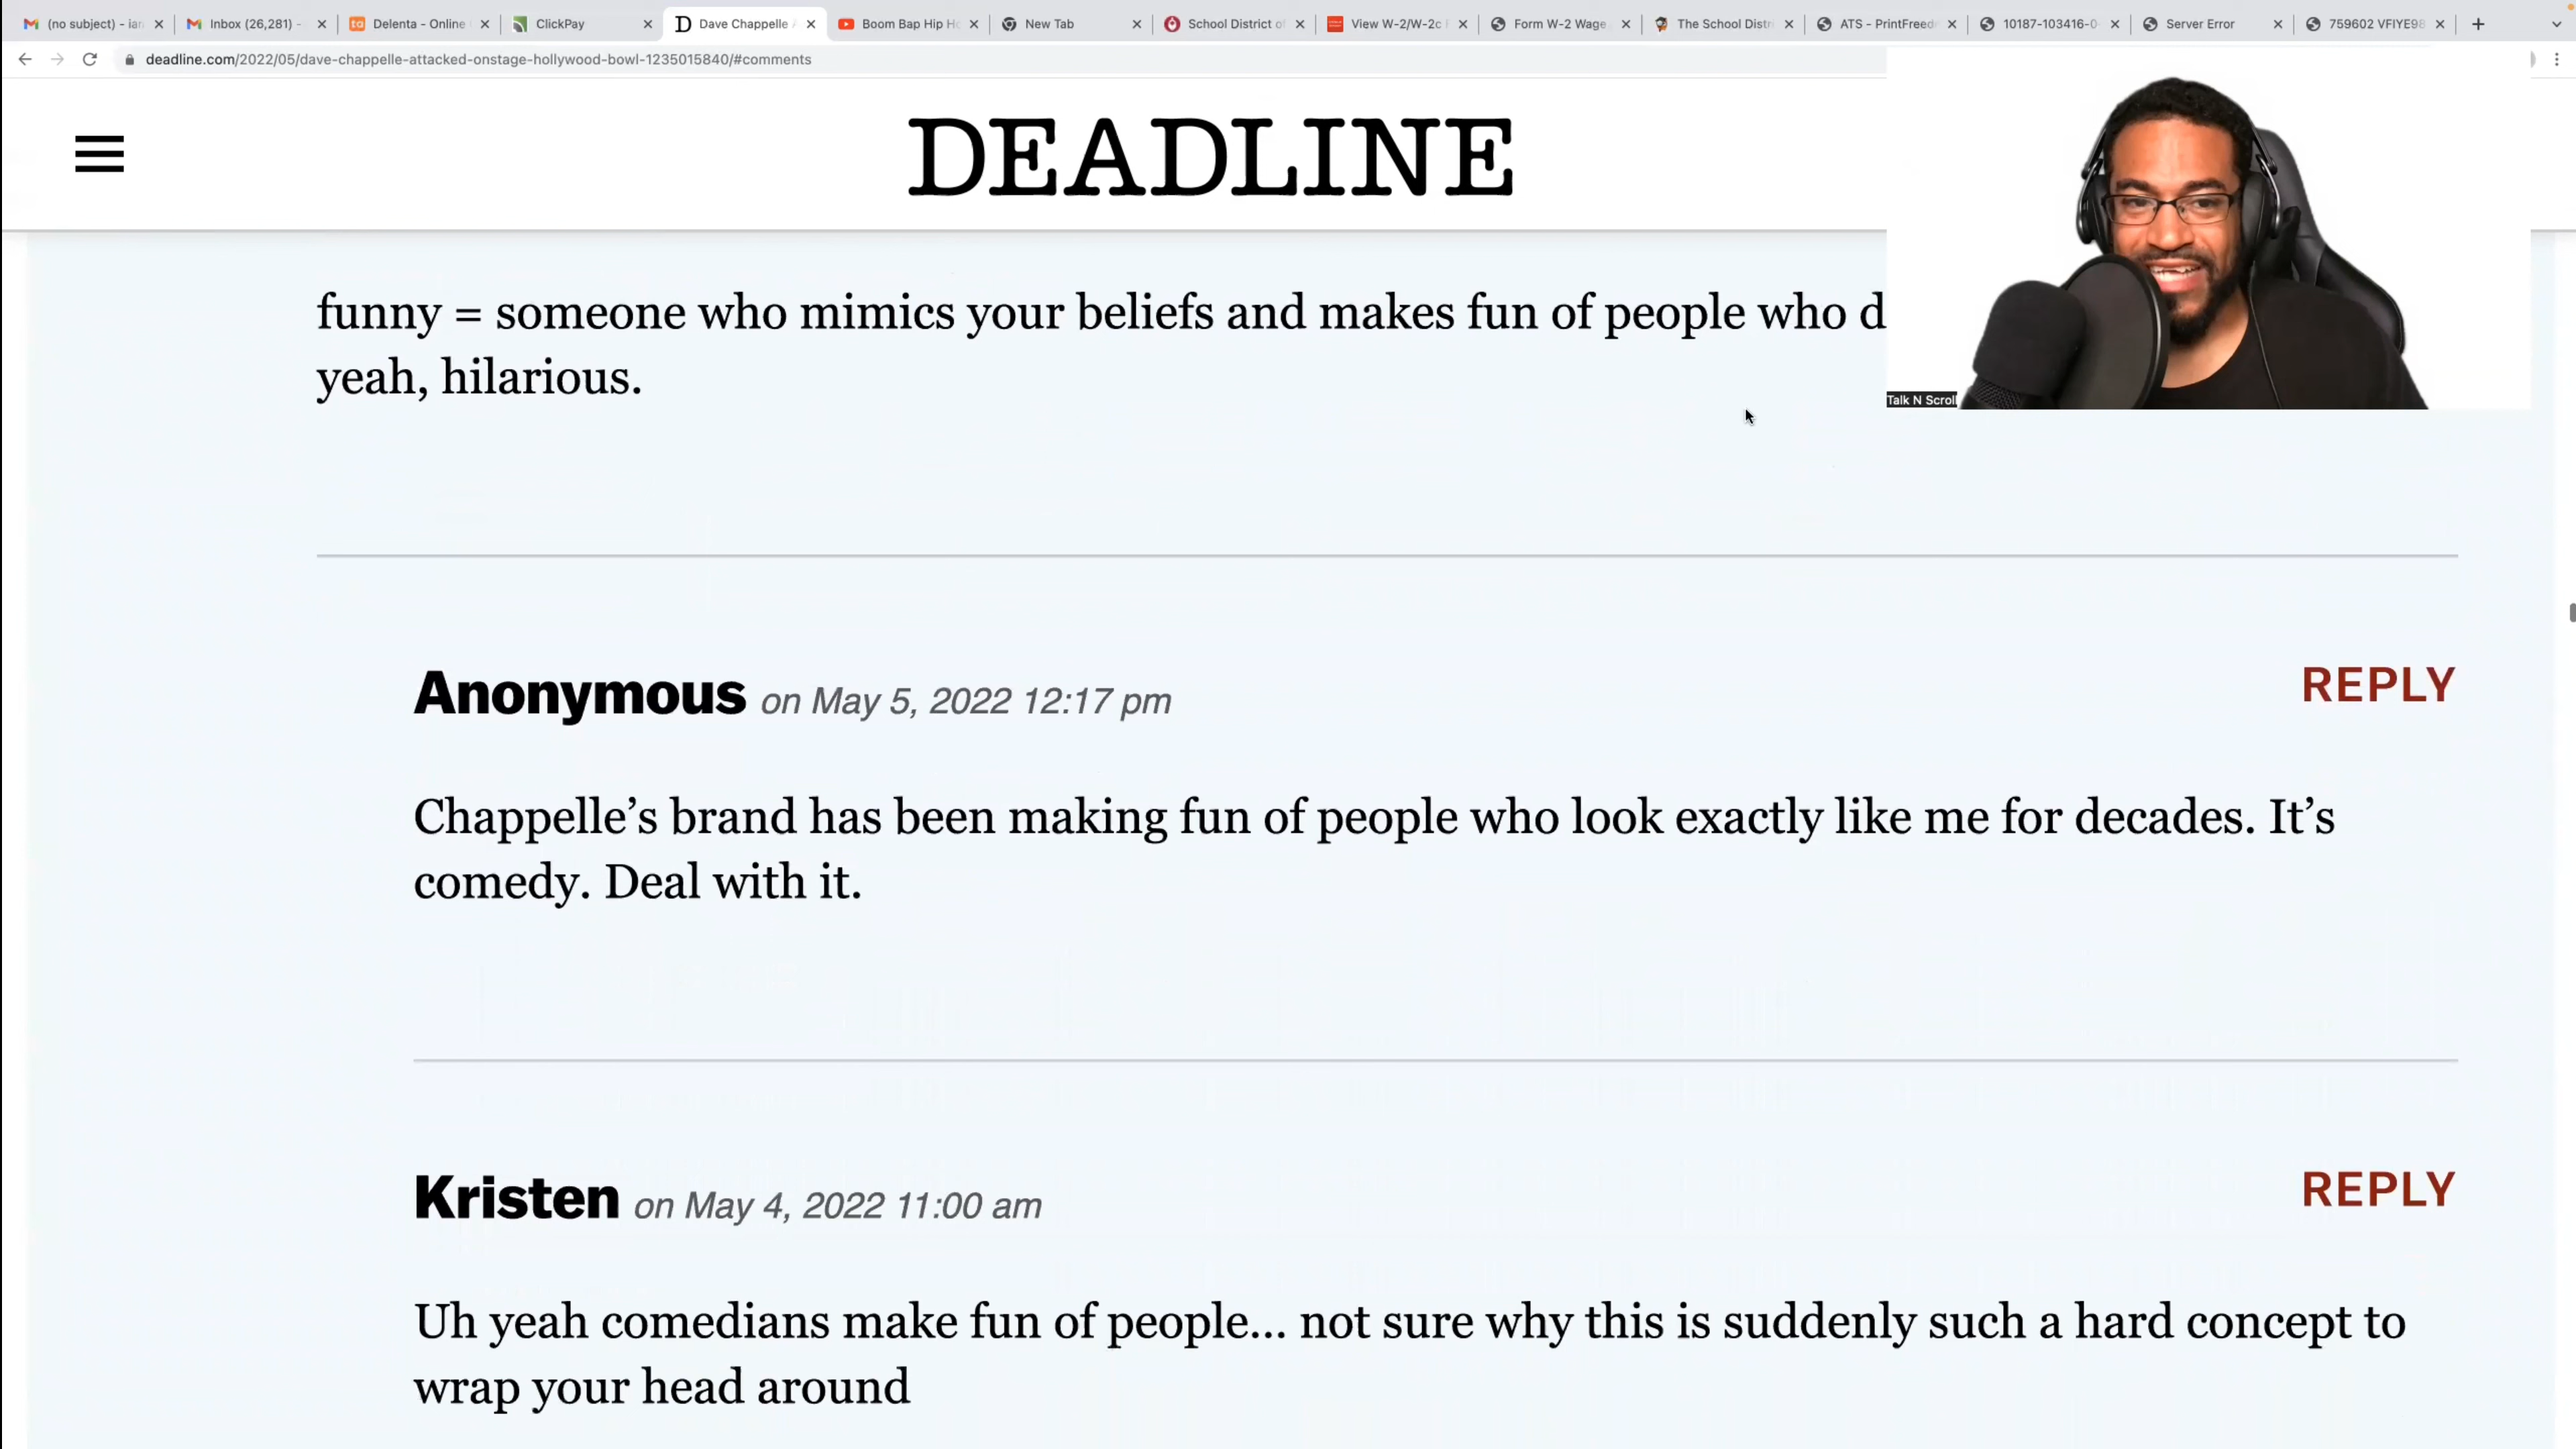 (no subject) - ian
Inbox (26,281) -
Delenta - Online
ClickPay
Dave Chappelle A
Boom Bap Hip Ho
New Tab
School District of
View W-2/W-2c F
Form W-2 Wage
The School Distri
ATS - PrintFreed
10187-103416-0
Server Error
759602 VFIYE98
deadline.com/2022/05/dave-chappelle-attacked-onstage-hollywood-bowl-1235015840/#comments
DEADLINE
funny = someone who mimics your beliefs and makes fun of people who d
yeah, hilarious.
Talk N Scroll
Anonymous on May 5, 2022 12:17 pm
REPLY
Chappelle’s brand has been making fun of people who look exactly like me for decades. It’s
comedy. Deal with it.
Kristen on May 4, 2022 11:00 am
REPLY
Uh yeah comedians make fun of people... not sure why this is suddenly such a hard concept to
wrap your head around